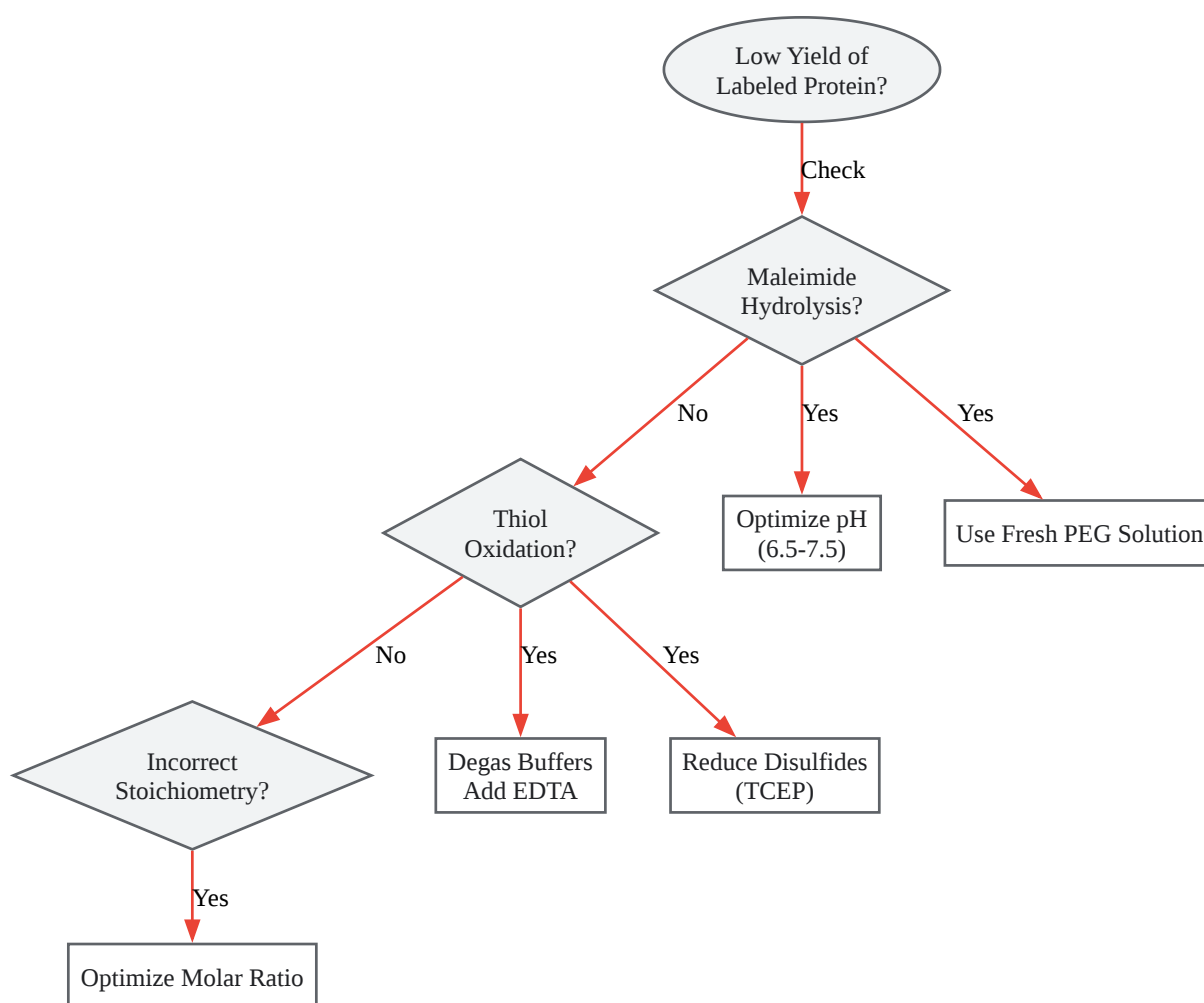 Low Yield of
Labeled Protein?
Check
Maleimide
Hydrolysis?
No
Yes
Yes
Thiol
Oxidation?
Optimize pH
(6.5-7.5)
Use Fresh PEG Solution
No
Yes
Yes
Incorrect
Stoichiometry?
Degas Buffers
Add EDTA
Reduce Disulfides
(TCEP)
Yes
Optimize Molar Ratio